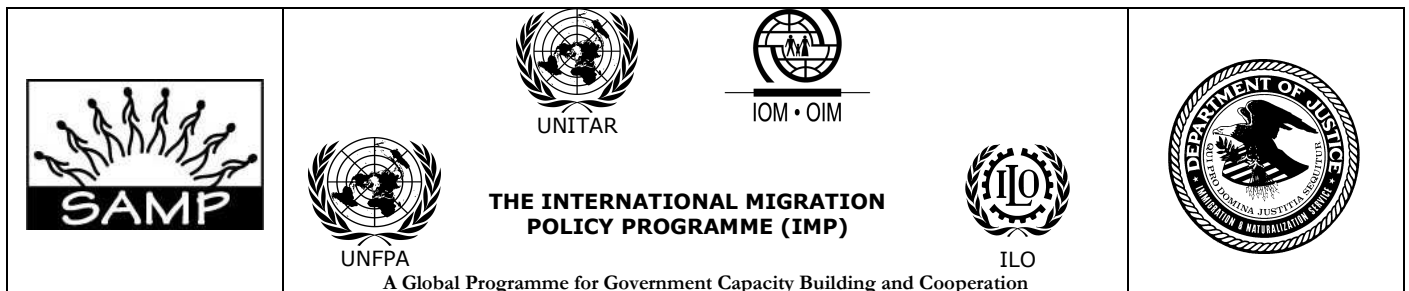 SAMP
UNITAR
IOM • OIM
UNFPA
THE INTERNATIONAL MIGRATION
POLICY PROGRAMME (IMP)
ILO
ILO
A Global Programme for Government Capacity Building and Cooperation
DEPARTMENT OF JUSTICE
QUI PRO DOMINA JUSTITIA SEQUITUR
IMMIGRATION & NATURALIZATION SERVICE